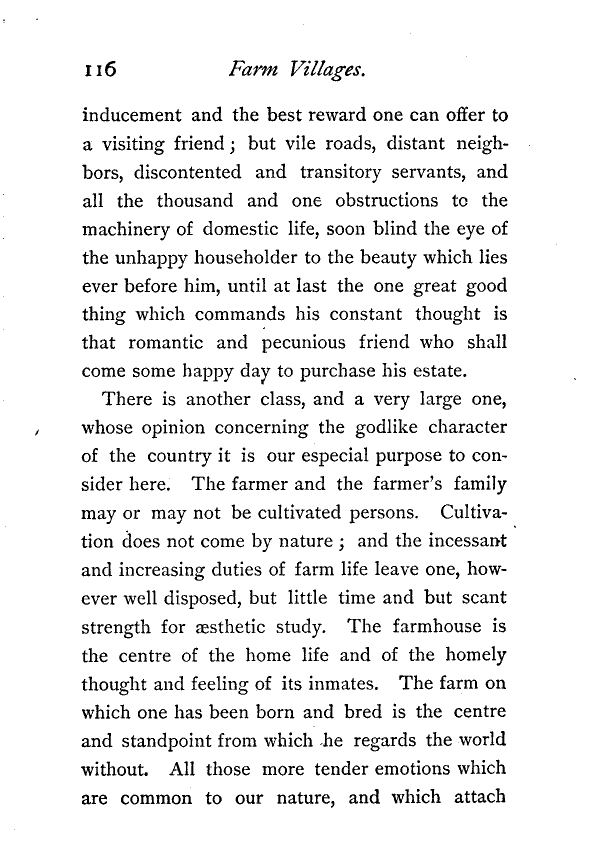 116 Farm Villages.
inducement and the best reward one can offer to
a visiting friend ; but vile roads, distant neigh-
bors, discontented and transitory servants, and
all the thousand and one obstructions to the
machinery of domestic life, soon blind the eye of
the unhappy householder to the beauty which lies
ever before him, until at last the one great good
thing which commands his constant thought is
that romantic and pecunious friend who shall
come some happy day to purchase his estate.
There is another class, and a very large one,
whose opinion concerning the godlike character
of the country it is our especial purpose to con-
sider here. The farmer and the farmer's family
may or may not be cultivated persons. Cultiva-
tion does not come by nature ; and the incessant
and increasing duties of farm life leave one, how-
ever well disposed, but little time and but scant
strength for æsthetic study. The farmhouse is
the centre of the home life and of the homely
thought and feeling of its inmates. The farm on
which one has been born and bred is the centre
and standpoint from which he regards the world
without. All those more tender emotions which
are common to our nature, and which attach